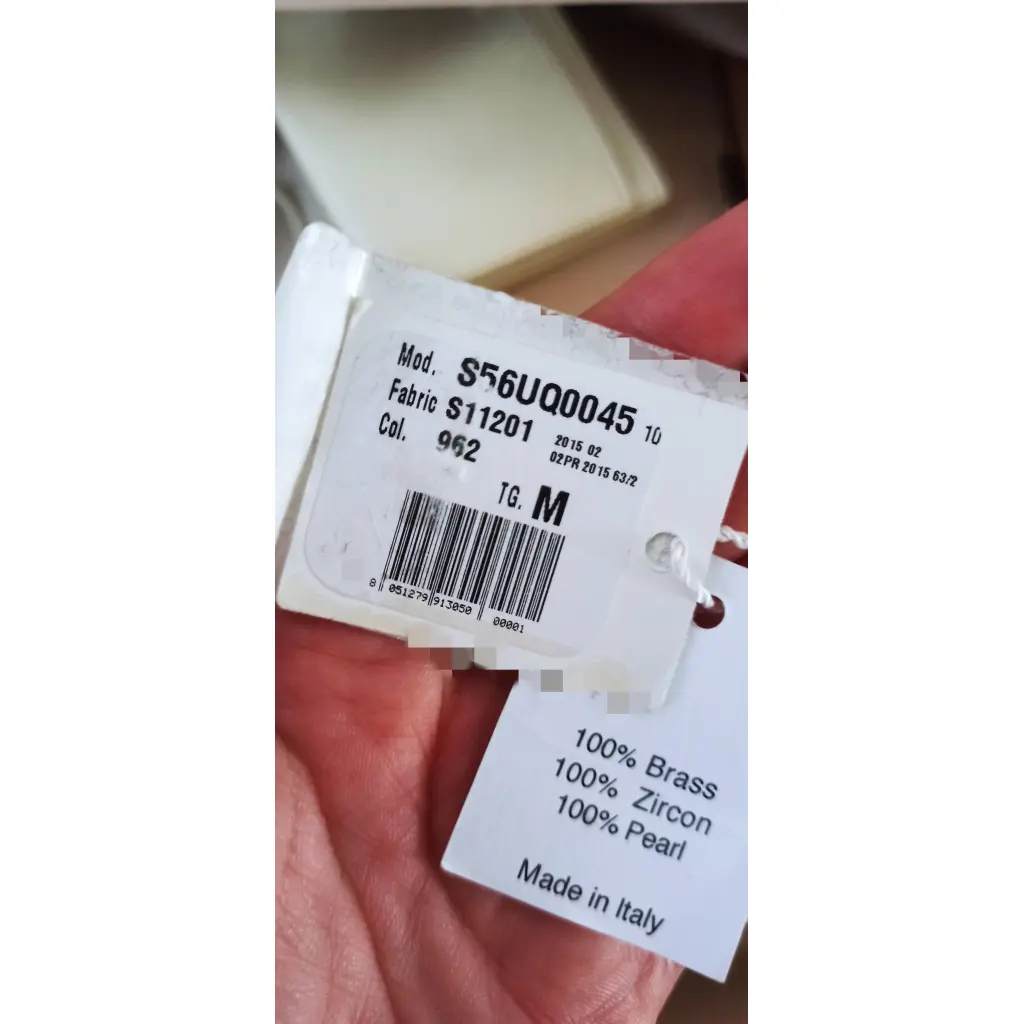 Mod. S56UQ0045 10
Fabric S11201 2015 02
Col. 962 02PR 2015 63/2
TG. M
8 051279 913050 00001
100% Brass
100% Zircon
100% Pearl
Made in Italy